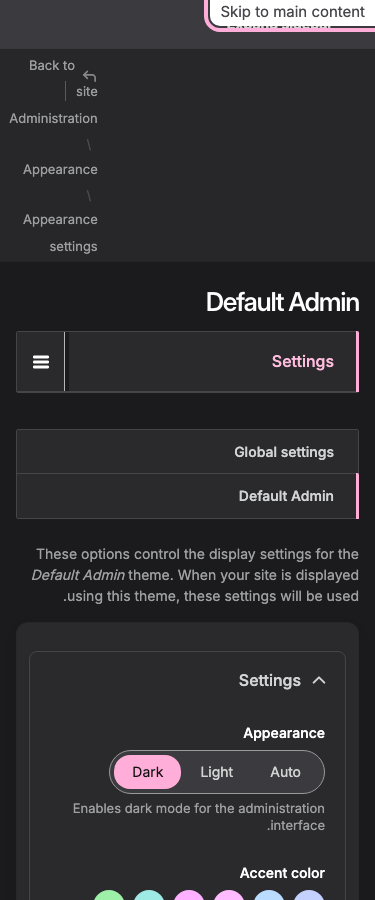 Skip to main content
Back to
site
Administration
\
Appearance
\
Appearance
settings
Default Admin
Settings
Global settings
Default Admin
These options control the display settings for the
Default Admin theme. When your site is displayed
.using this theme, these settings will be used
Settings
Appearance
Dark Light Auto
Enables dark mode for the administration
.interface
Accent color